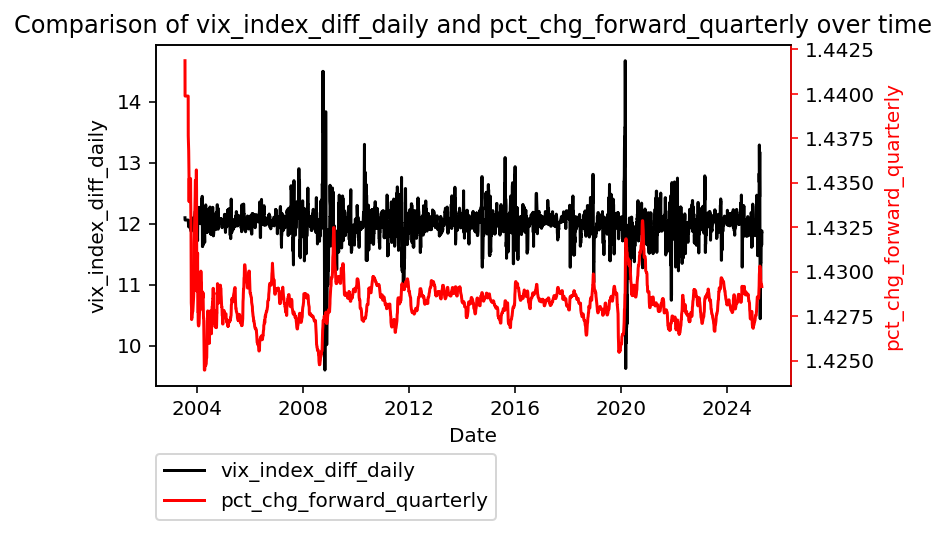 Comparison of vix_index_diff_daily and pct_chg_forward_quarterly over time
vix_index_diff_daily
14
13
12
11
10
1.4425
1.4400
1.4375
1.4350
1.4325
1.4300
1.4275
1.4250
pct_chg_forward_quarterly
2004 2008 2012 2016 2020 2024
Date
vix_index_diff_daily
pct_chg_forward_quarterly